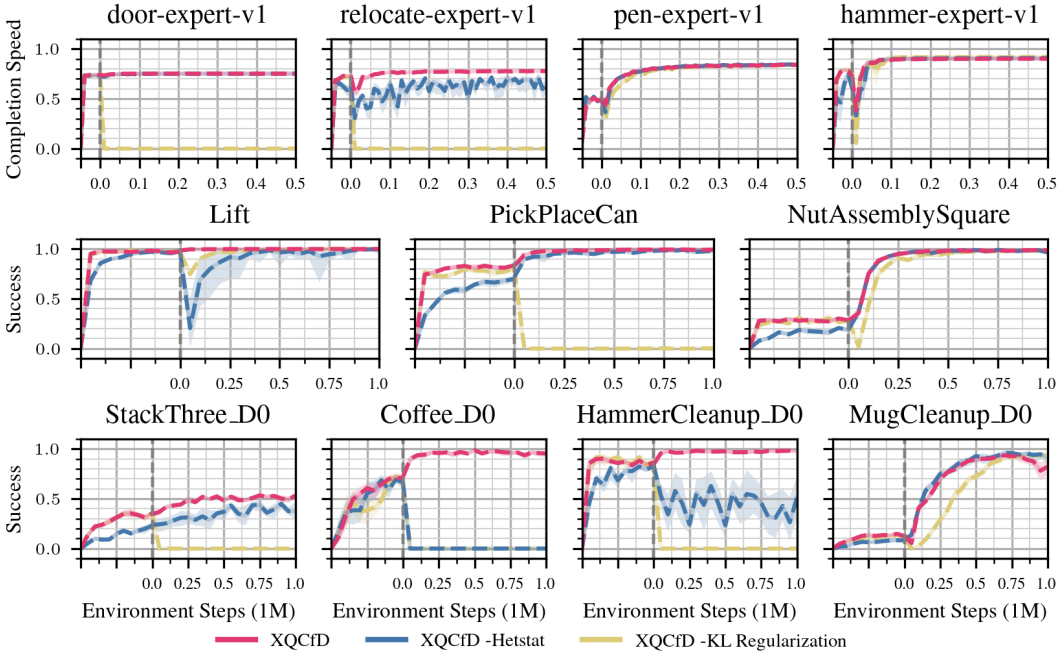 door-expert-v1 relocate-expert-v1 pen-expert-v1 hammer-expert-v1
Completion Speed
1.0
0.5
0.0
0.0 0.1 0.2 0.3 0.4 0.5 0.0 0.1 0.2 0.3 0.4 0.5 0.0 0.1 0.2 0.3 0.4 0.5 0.0 0.1 0.2 0.3 0.4 0.5
Lift PickPlaceCan NutAssemblySquare
Success
1.0
0.5
0.0
0.0 0.25 0.5 0.75 1.0 0.0 0.25 0.5 0.75 1.0 0.0 0.25 0.5 0.75 1.0
StackThree_D0 Coffee_D0 HammerCleanup_D0 MugCleanup_D0
Success
1.0
0.5
0.0
0.0 0.25 0.5 0.75 1.0 0.0 0.25 0.5 0.75 1.0 0.0 0.25 0.5 0.75 1.0 0.0 0.25 0.5 0.75 1.0
Environment Steps (1M) Environment Steps (1M) Environment Steps (1M) Environment Steps (1M)
XQCfD XQCfD -Hetstat XQCfD -KL Regularization